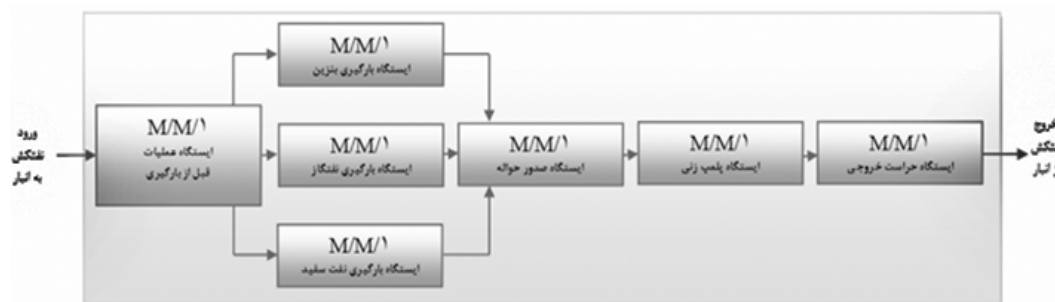 M/M/۱
ایستگاه بارگیری بنزین
ورود
نفتکش
به انبار
M/M/۱
ایستگاه عملیات
قبل از بارگیری
M/M/۱
ایستگاه بارگیری نفتگاز
M/M/۱
ایستگاه صدور حواله
M/M/۱
ایستگاه پلمپ زنی
M/M/۱
ایستگاه حراست خروجی
M/M/۱
ایستگاه بارگیری نفت سفید
انبار